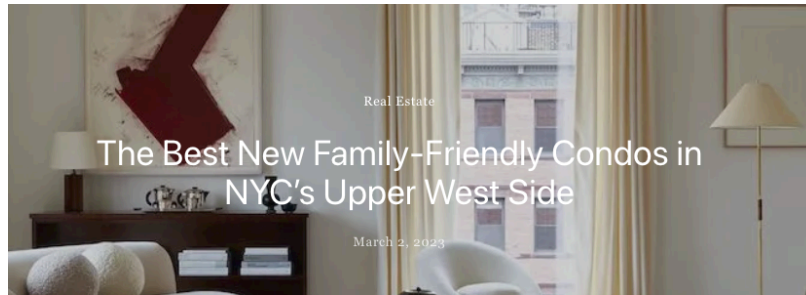 Real Estate
The Best New Family-Friendly Condos in
NYC’s Upper West Side
March 2, 2023